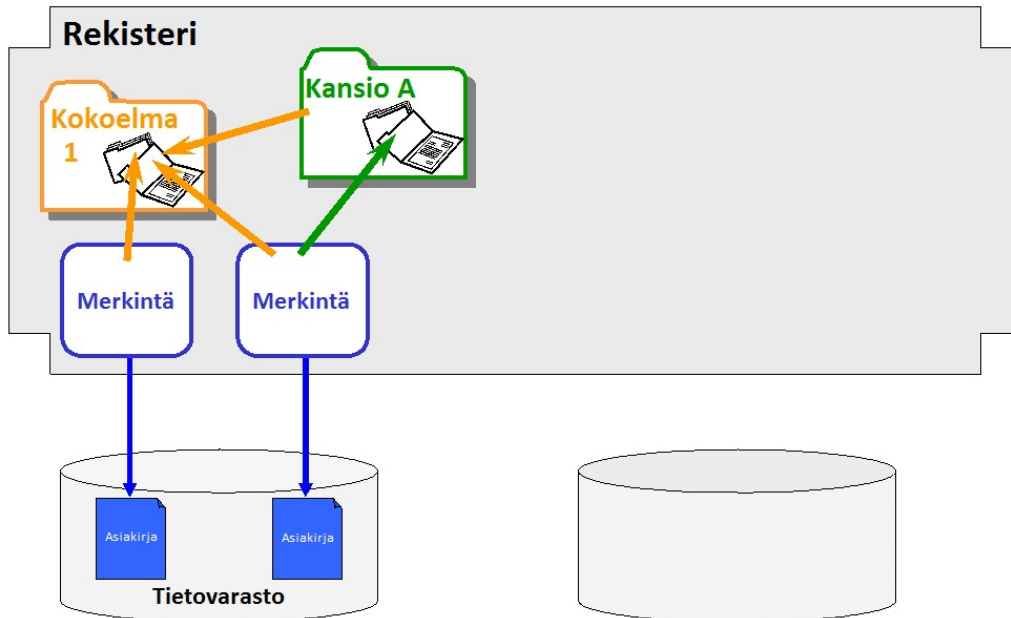 Rekisteri
Kansio A
Kokoelma
1
Merkintä
Merkintä
Asiakirja
Asiakirja
Tietovarasto